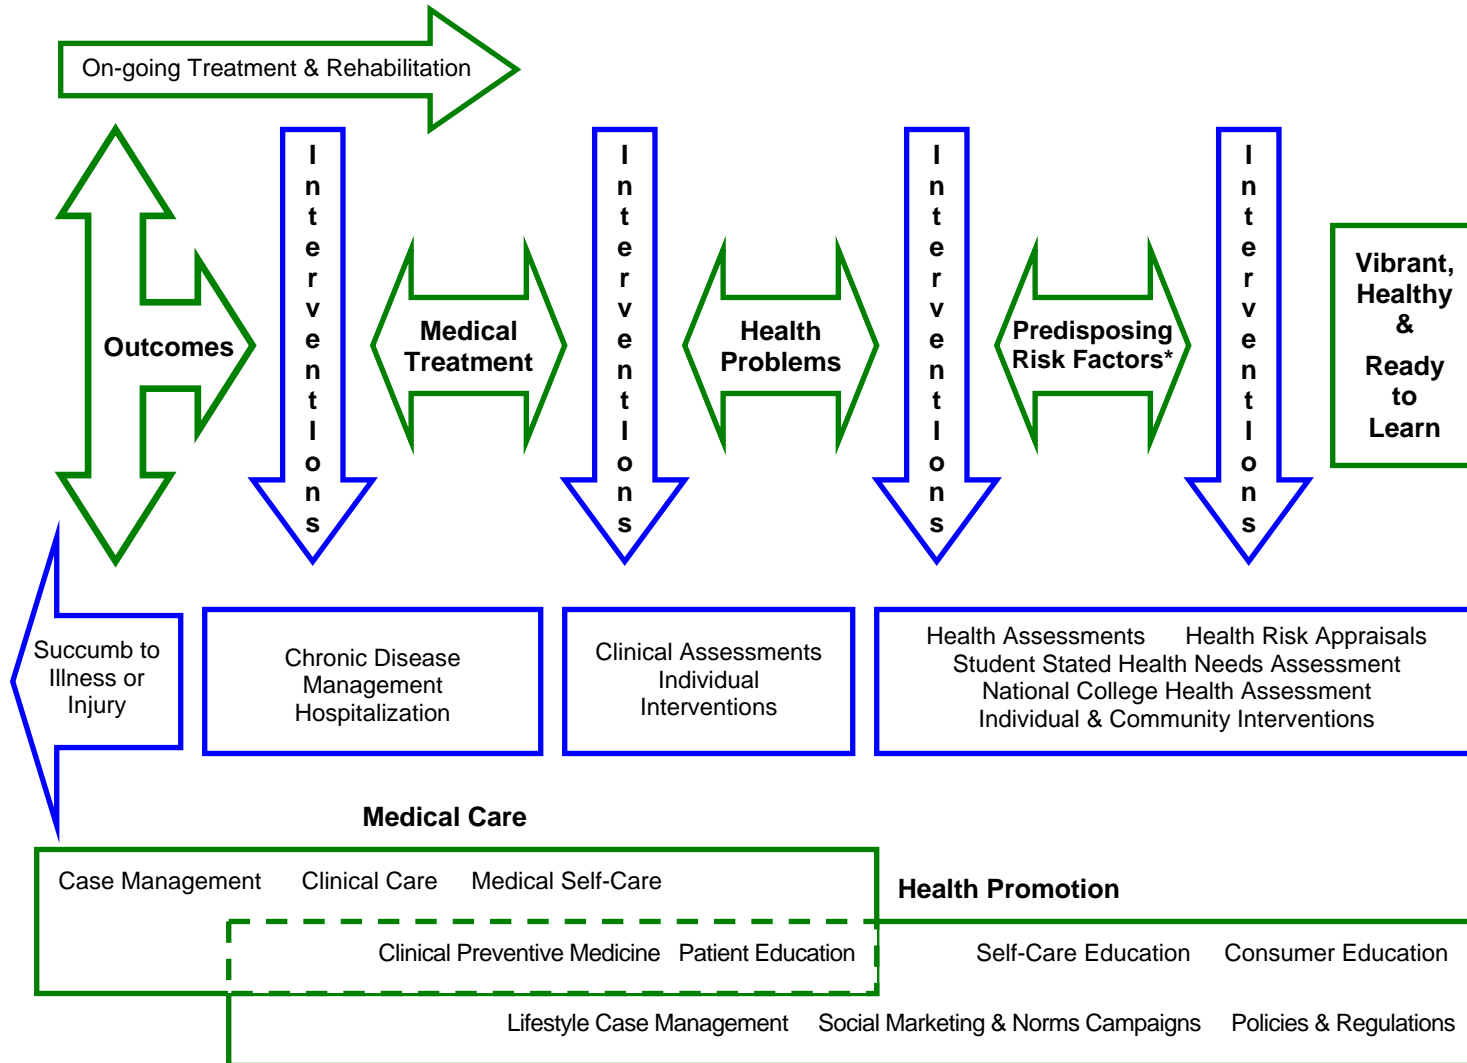 On-going Treatment & Rehabilitation
InterventIons
InterventIons
InterventIons
InterventIons
Outcomes
Medical
Treatment
Health
Problems
Predisposing
Risk Factors*
Vibrant,
Healthy
&
Ready
to
Learn
Succumb to
Illness or
Injury
Chronic Disease
Management
Hospitalization
Clinical Assessments
Individual
Interventions
Health Assessments Health Risk Appraisals
Student Stated Health Needs Assessment
National College Health Assessment
Individual & Community Interventions
Medical Care
Case Management Clinical Care Medical Self-Care
Health Promotion
Clinical Preventive Medicine Patient Education Self-Care Education Consumer Education
Lifestyle Case Management Social Marketing & Norms Campaigns Policies & Regulations